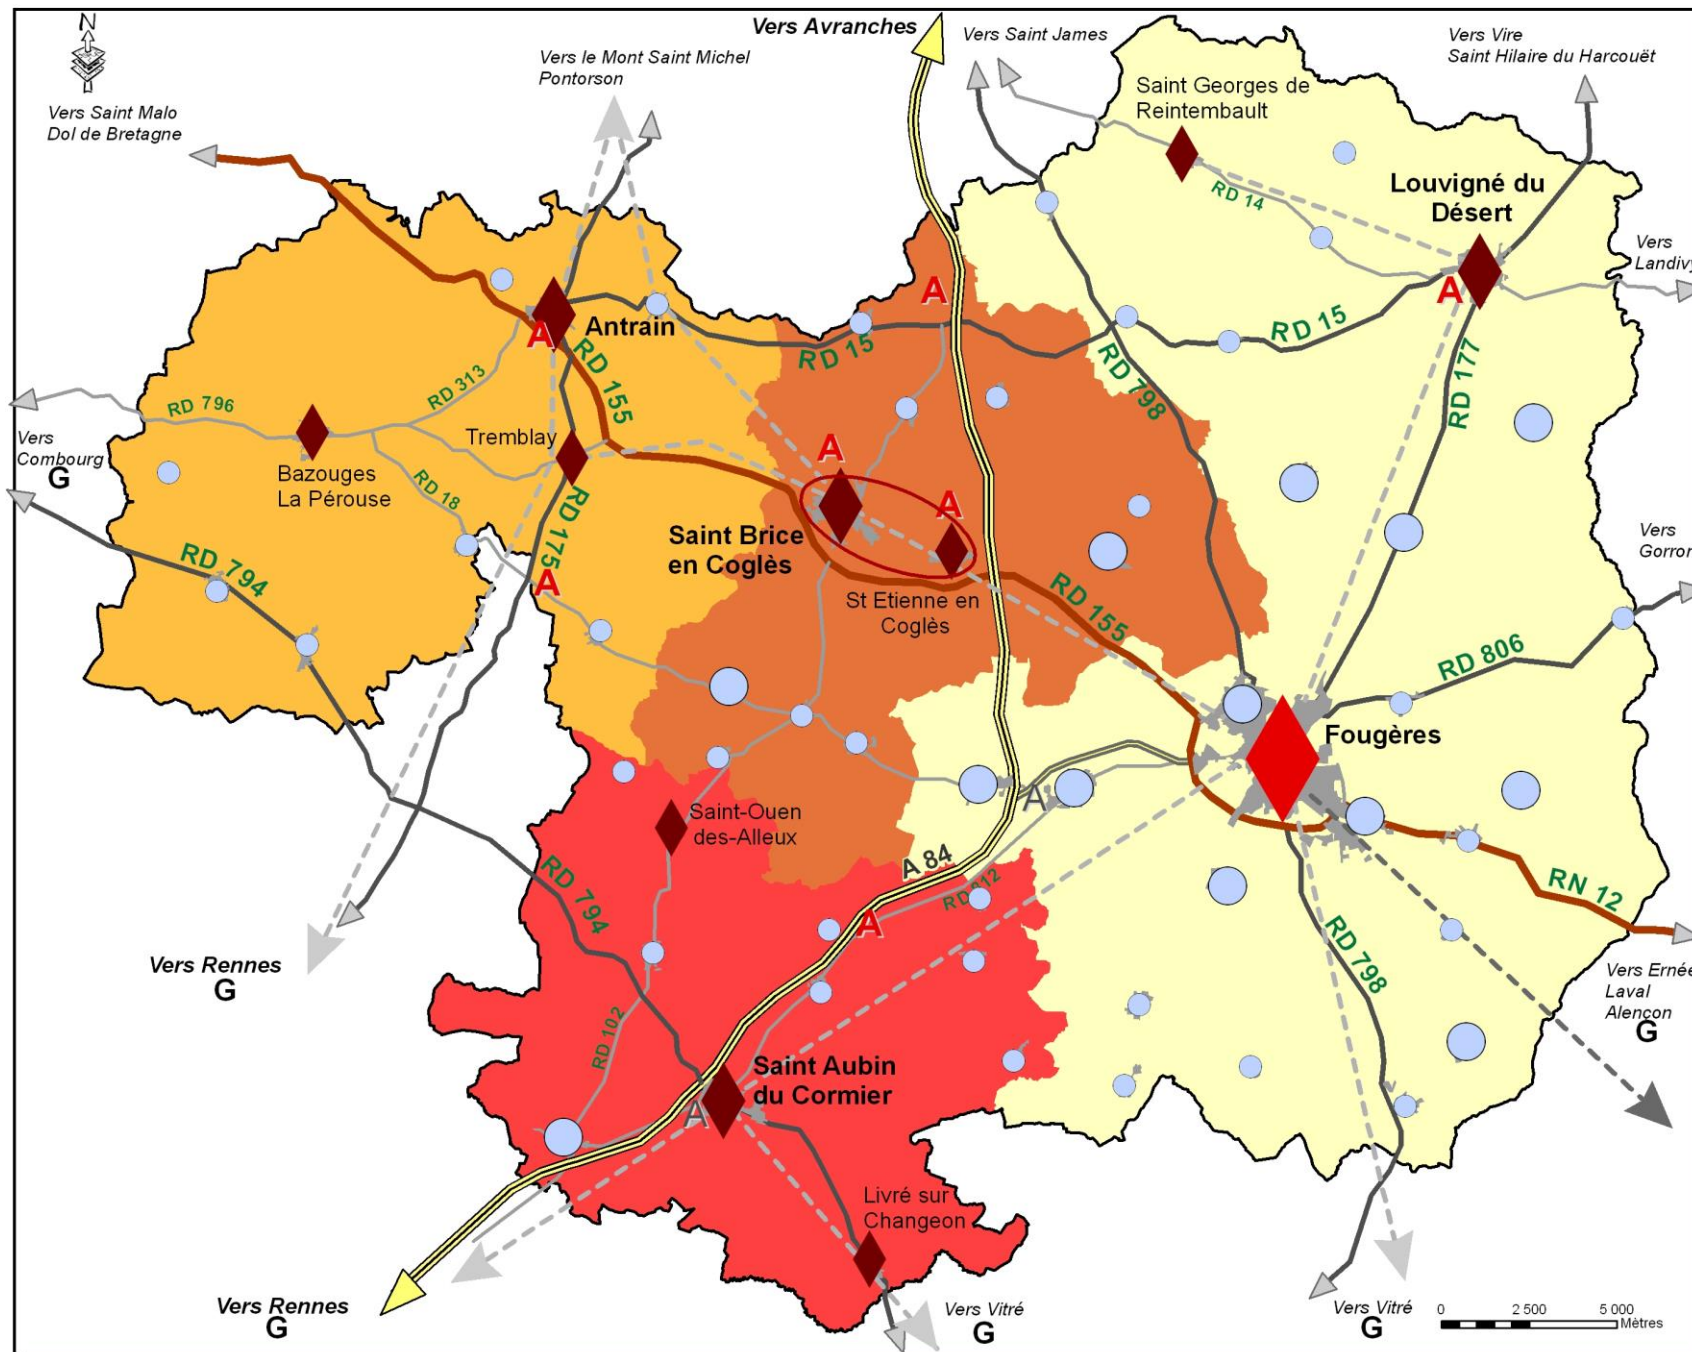 N
Vers Avranches
Vers Saint James
Vers Vire
Saint Hilaire du Harcouët
Vers le Mont Saint Michel
Pontorson
Vers Saint Malo
Dol de Bretagne
Saint Georges de
Reintembault
RD 14
Louvigné du
Désert
A
Vers
Landivy
A
Antrain
A
RD 15
RD 15
RD 798
RD 177
RD 155
RD 313
RD 796
Vers
Combourg
G
Bazouges
La Pérouse
Tremblay
RD 18
RD 175
A
A
A
Saint Brice
en Coglès
St Etienne en
Coglès
RD 155
Vers
Gorron
RD 794
RD 806
Fougères
A
Saint-Ouen
des-Alleux
A 84
RD 812
A
RD 794
RN 12
RD 798
Vers Rennes
G
Vers Ernée
Laval
Alençon
G
RD 102
Saint Aubin
du Cormier
A
Livré sur
Changeon
Vers Rennes
G
Vers Vitré
G
Vers Vitré
G
0 2 500 5 000
Mètres